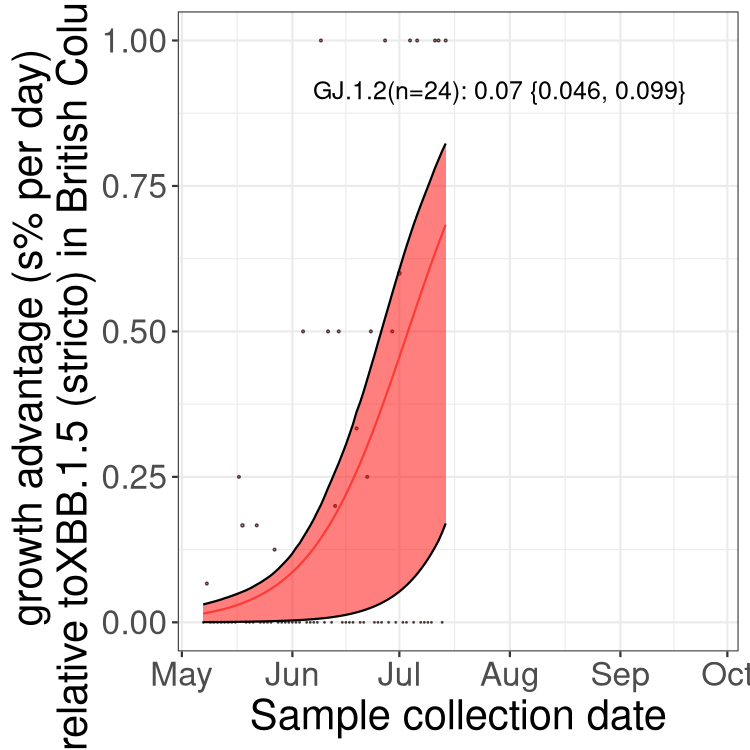 growth advantage (s% per day)
relative toXBB.1.5 (stricto) in British Colu
1.00
0.75
0.50
0.25
0.00
GJ.1.2(n=24): 0.07 {0.046, 0.099}
May Jun Jul Aug Sep Oct
Sample collection date